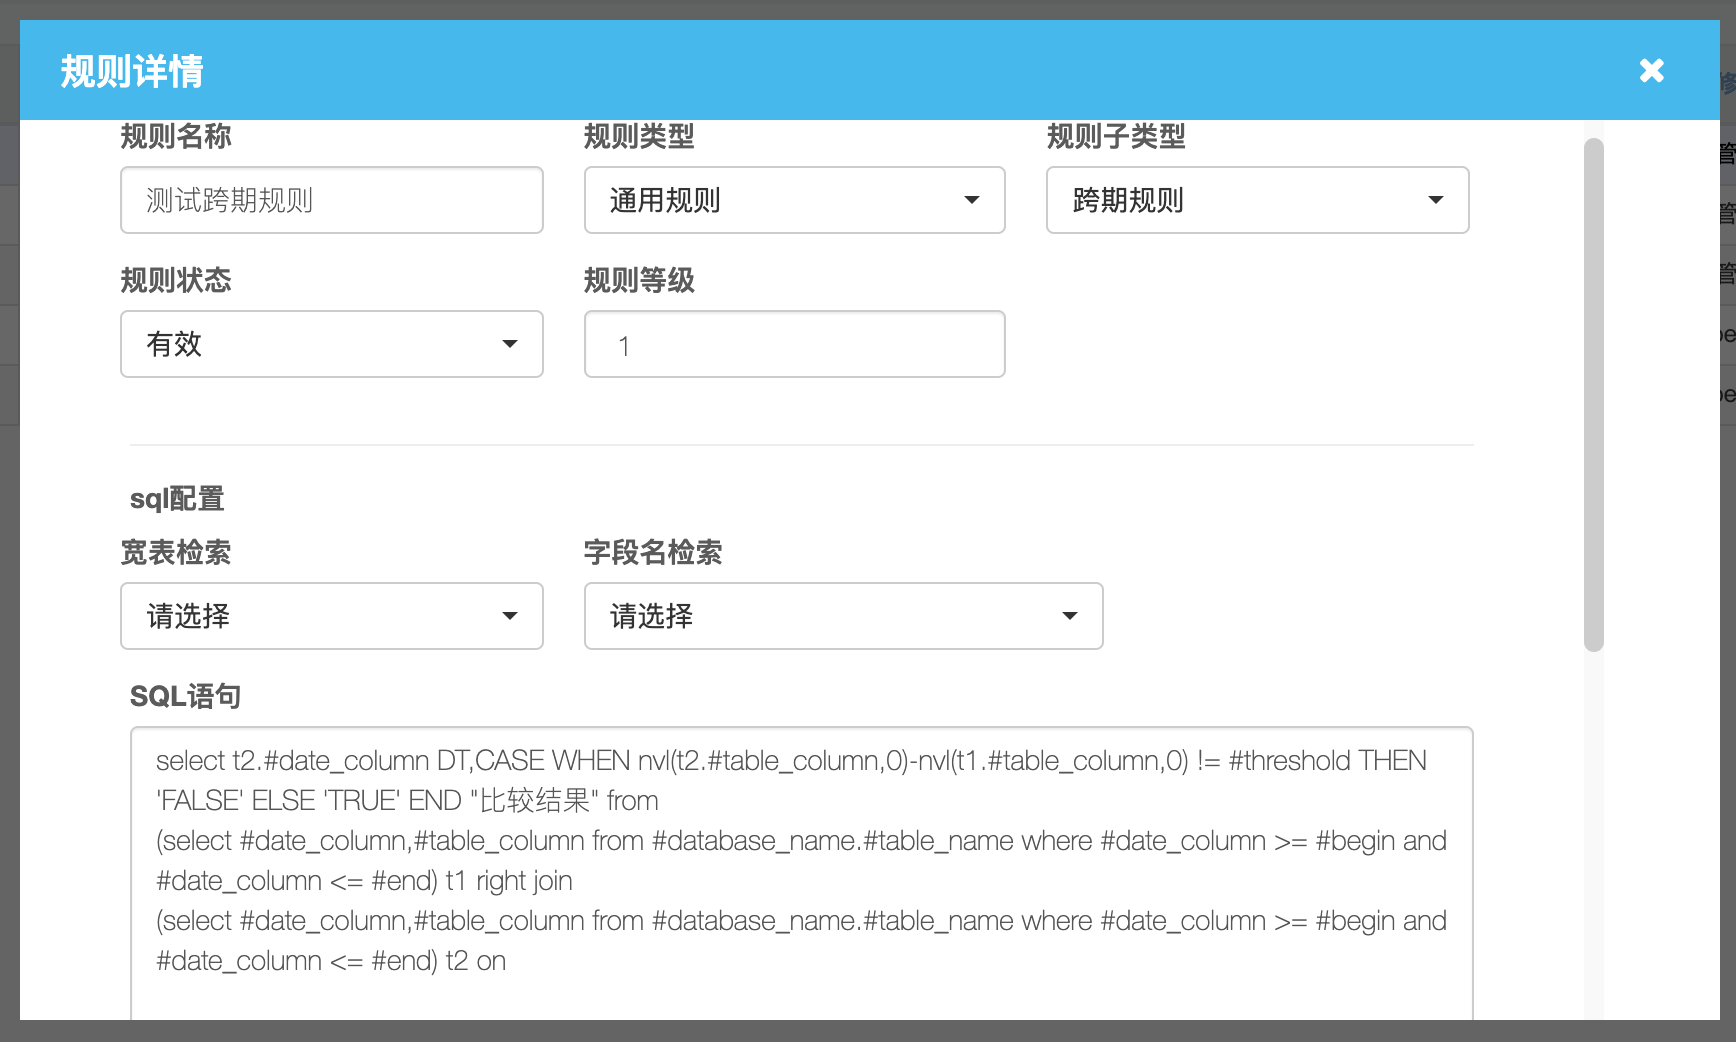 规则详情
规则名称 规则类型 规则子类型
测试跨期规则 通用规则 跨期规则
规则状态 规则等级
有效 1
sql配置
宽表检索 字段名检索
请选择 请选择
SQL语句
select t2.#date_column DT,CASE WHEN nvl(t2.#table_column,0)-nvl(t1.#table_column,0) != #threshold THEN
'FALSE' ELSE 'TRUE' END "比较结果" from
(select #date_column,#table_column from #database_name.#table_name where #date_column >= #begin and
#date_column <= #end) t1 right join
(select #date_column,#table_column from #database_name.#table_name where #date_column >= #begin and
#date_column <= #end) t2 on